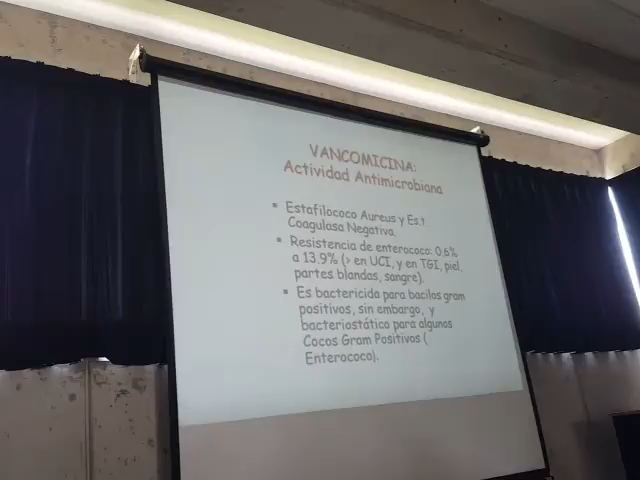 VANCOMICINA:
Actividad Antimicrobiana
▪ Estafilococo Aureus y Es.t.
Coagulasa Negativa.
▪ Resistencia de enterococo: 0,6%
a 13.9% (> en UCI, y en TGI, piel,
partes blandas, sangre).
▪ Es bactericida para bacilos gram
positivos, sin embargo, y
bacteriostático para algunos
Cocos Gram Positivos (
Enterococo).